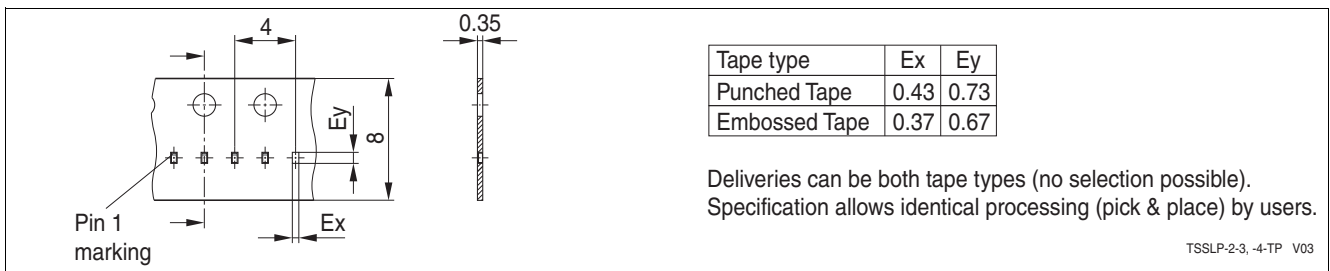 4
0.35
Ey
8
Pin 1
marking
Ex
Tape type Ex Ey
Punched Tape 0.43 0.73
Embossed Tape 0.37 0.67
Deliveries can be both tape types (no selection possible).
Specification allows identical processing (pick & place) by users.
TSSLP-2-3, -4-TP V03